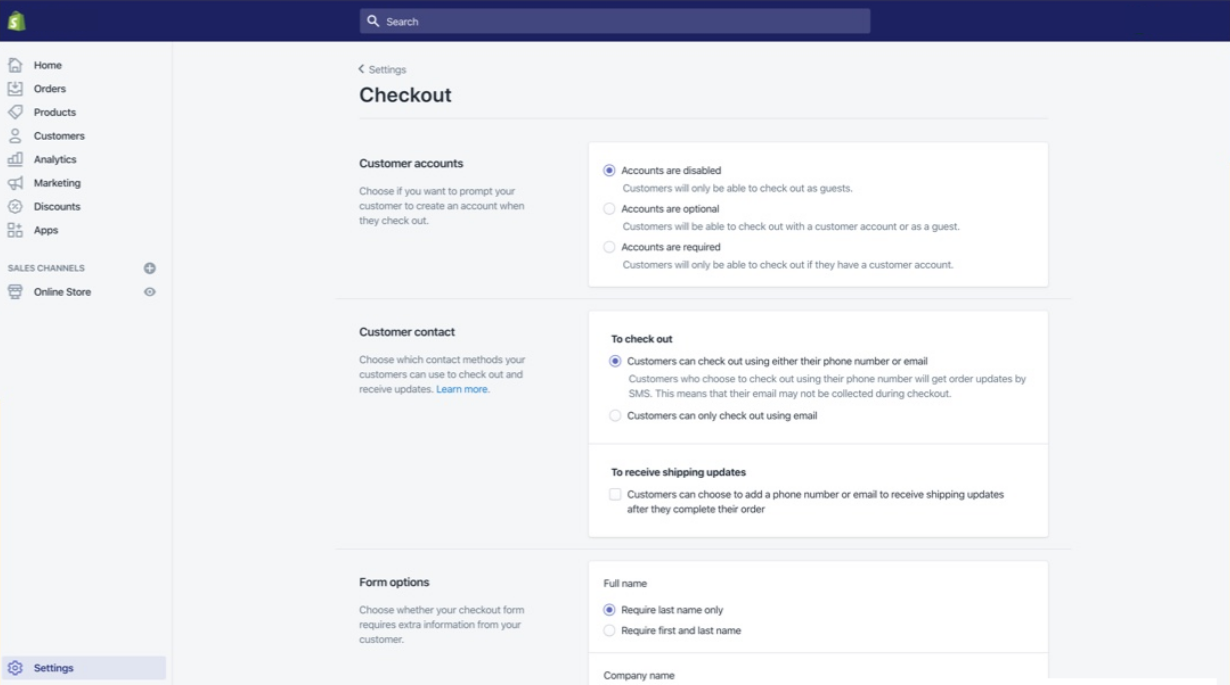 Search
Home
Orders
Products
Customers
Analytics
Marketing
Discounts
Apps
SALES CHANNELS
Online Store
Settings
Settings
Checkout
Customer accounts
Choose if you want to prompt your
customer to create an account when
they check out.
Accounts are disabled
Customers will only be able to check out as guests.
Accounts are optional
Customers will be able to check out with a customer account or as a guest.
Accounts are required
Customers will only be able to check out if they have a customer account.
Customer contact
Choose which contact methods your
customers can use to check out and
receive updates. Learn more.
To check out
Customers can check out using either their phone number or email
Customers who choose to check out using their phone number will get order updates by
SMS. This means that their email may not be collected during checkout.
Customers can only check out using email
To receive shipping updates
Customers can choose to add a phone number or email to receive shipping updates
after they complete their order
Form options
Choose whether your checkout form
requires extra information from your
customer.
Full name
Require last name only
Require first and last name
Company name